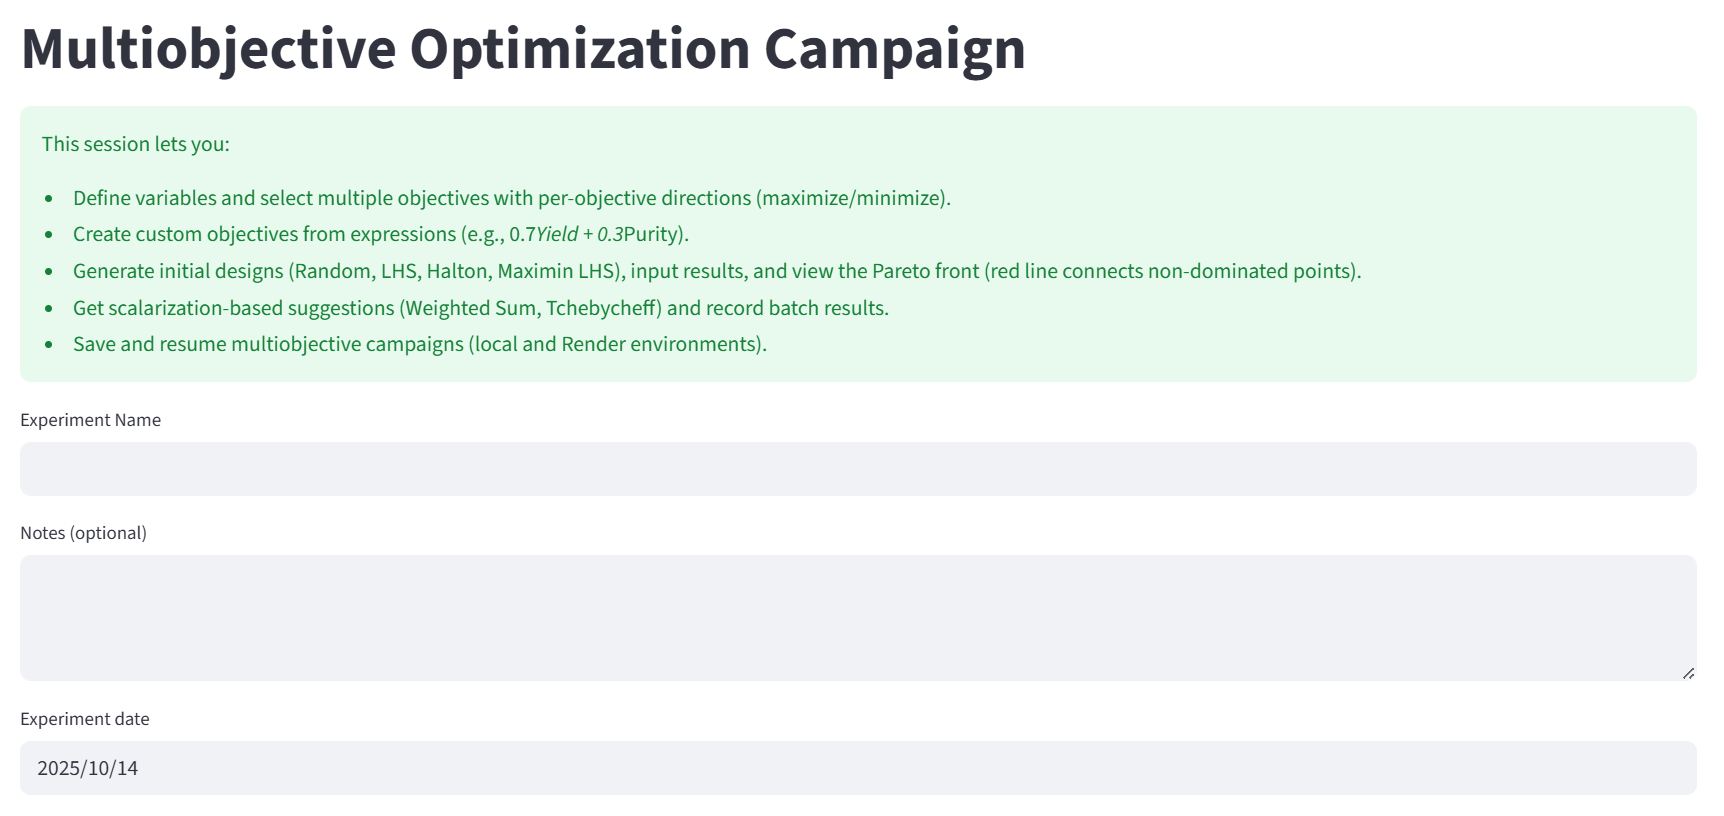 Multiobjective Optimization Campaign
This session lets you:
• Define variables and select multiple objectives with per-objective directions (maximize/minimize).
• Create custom objectives from expressions (e.g., 0.7Yield + 0.3Purity).
• Generate initial designs (Random, LHS, Halton, Maximin LHS), input results, and view the Pareto front (red line connects non-dominated points).
• Get scalarization-based suggestions (Weighted Sum, Tchebycheff) and record batch results.
• Save and resume multiobjective campaigns (local and Render environments).
Experiment Name
Notes (optional)
Experiment date
2025/10/14